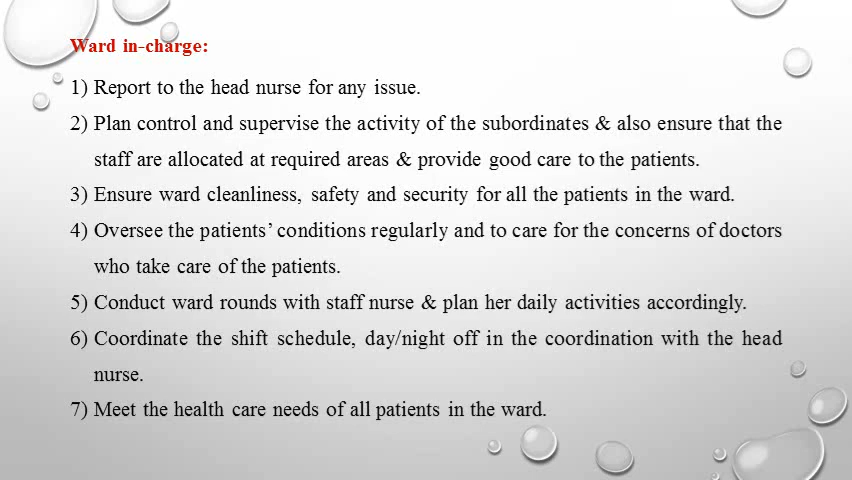 Ward in-charge:
1) Report to the head nurse for any issue.
2) Plan control and supervise the activity of the subordinates & also ensure that the
staff are allocated at required areas & provide good care to the patients.
3) Ensure ward cleanliness, safety and security for all the patients in the ward.
4) Oversee the patients’ conditions regularly and to care for the concerns of doctors
who take care of the patients.
5) Conduct ward rounds with staff nurse & plan her daily activities accordingly.
6) Coordinate the shift schedule, day/night off in the coordination with the head
nurse.
7) Meet the health care needs of all patients in the ward.